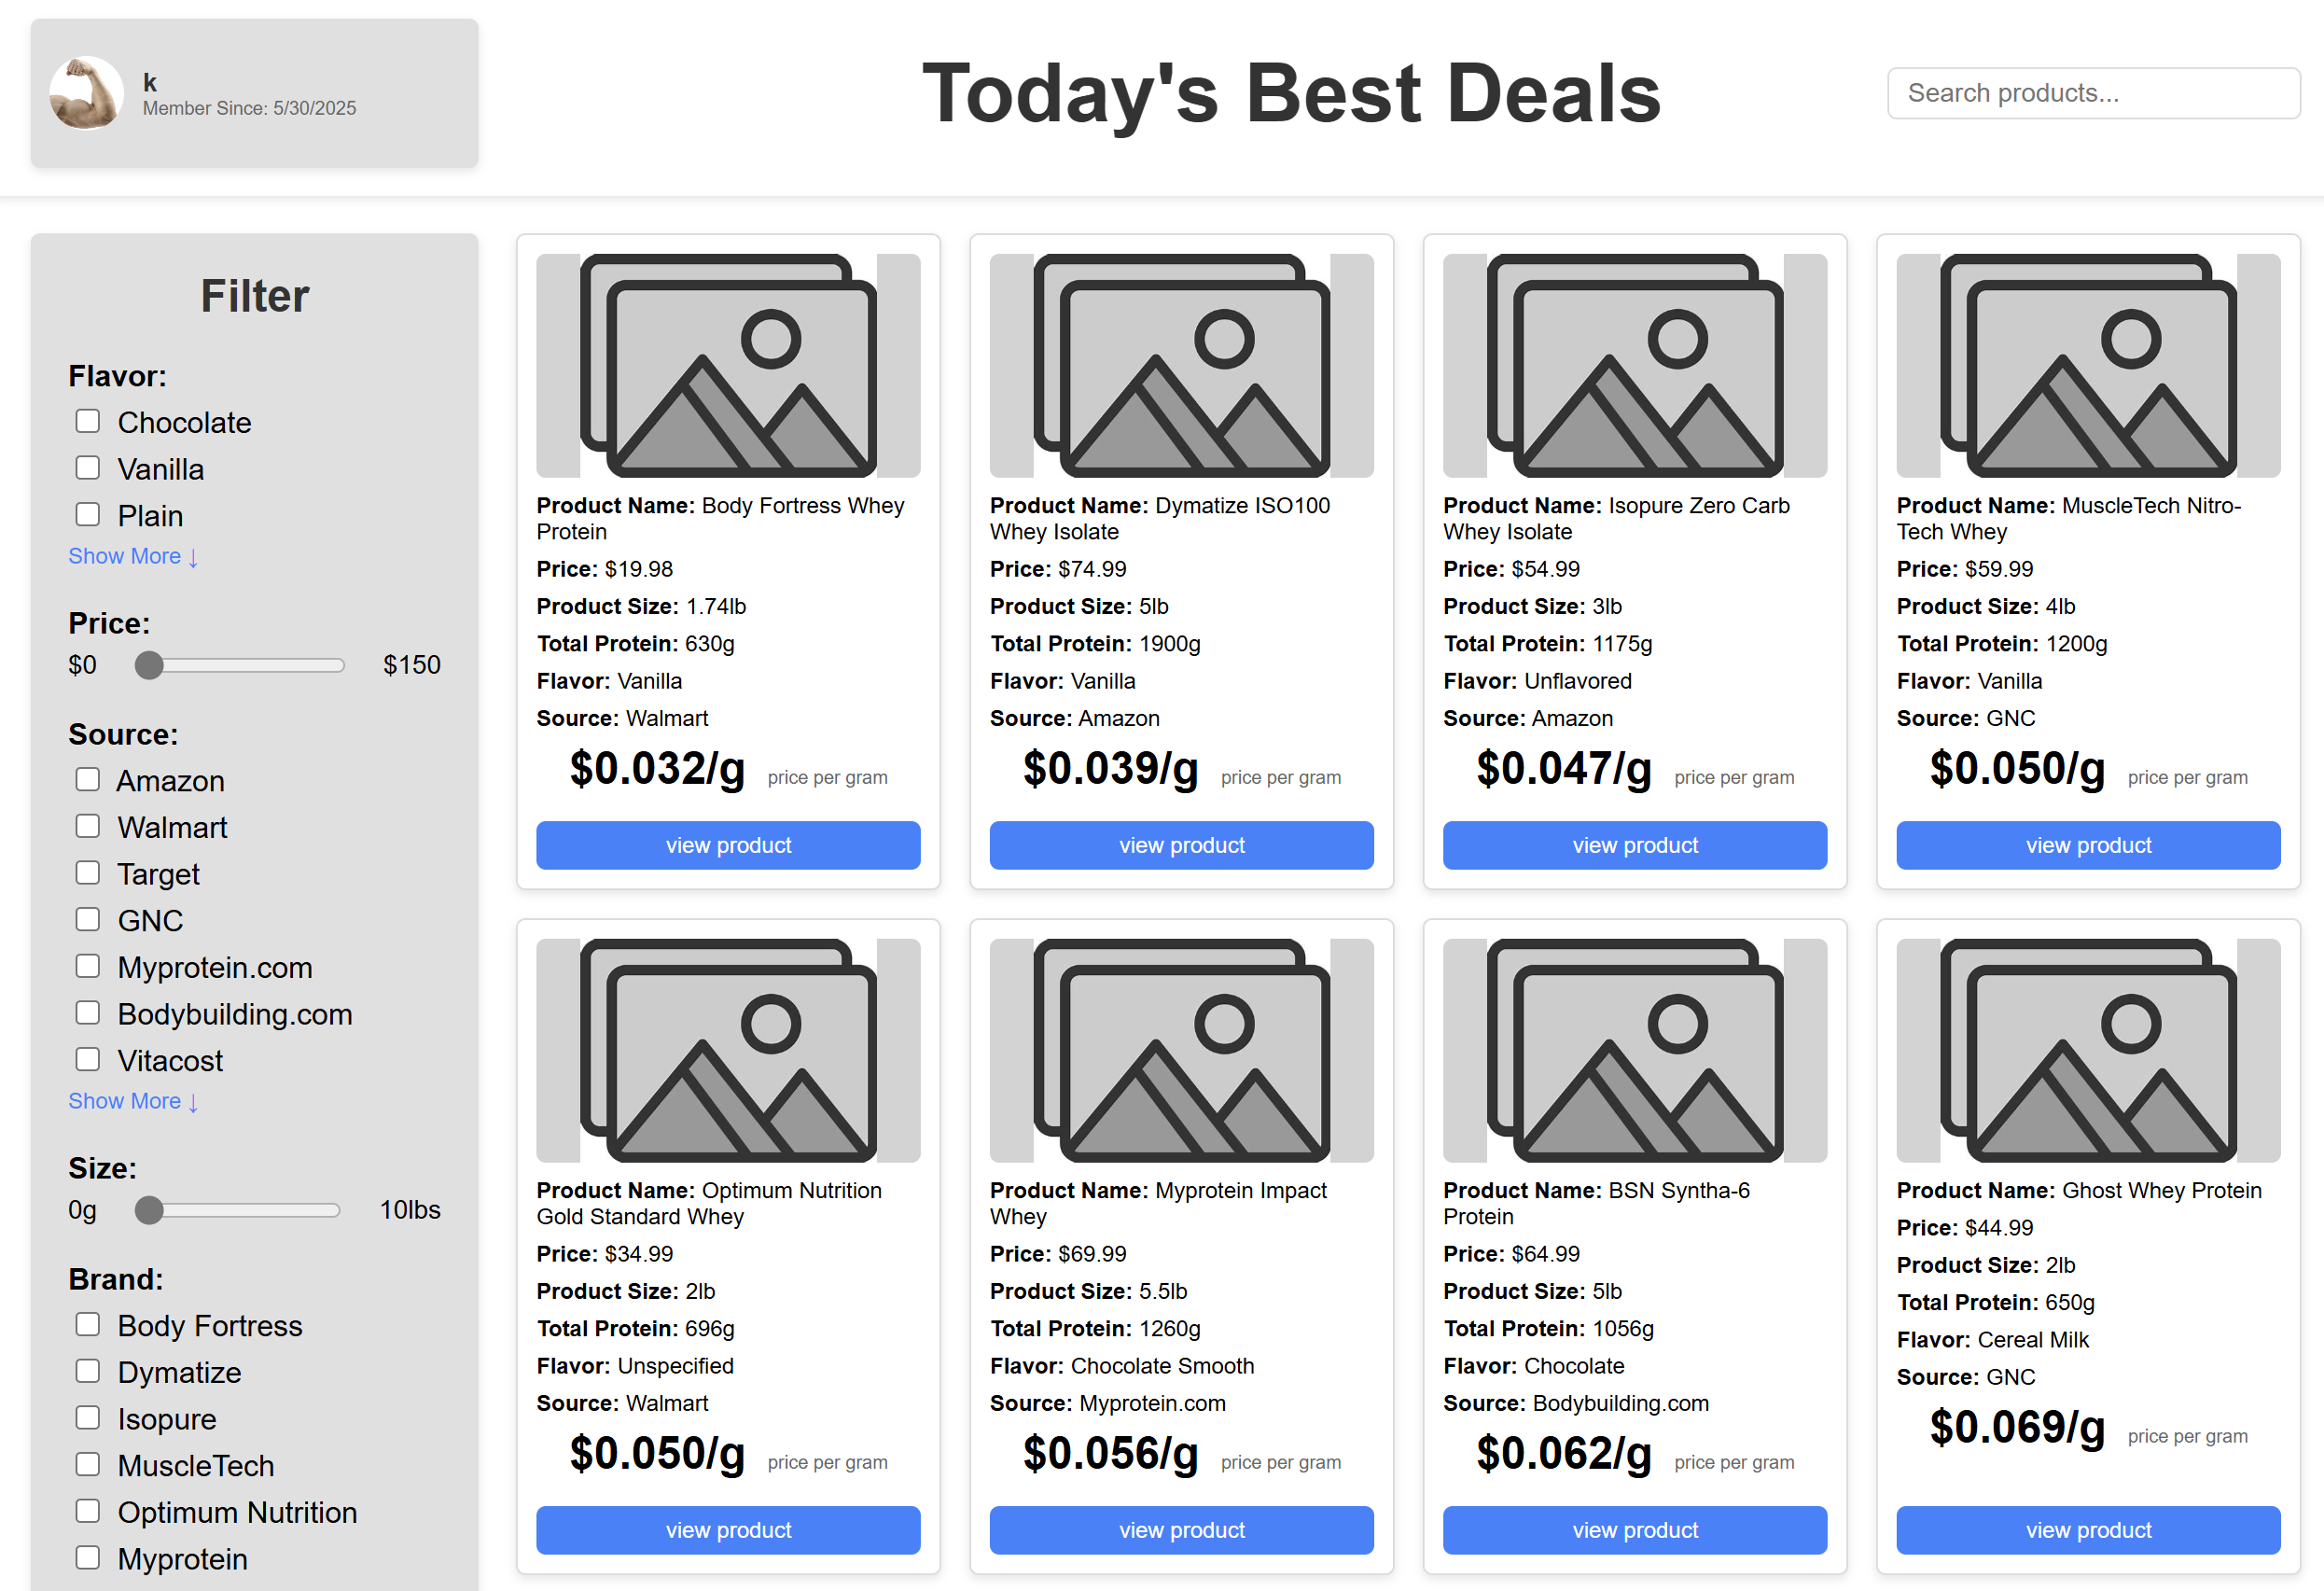 k
Member Since: 5/30/2025
Today's Best Deals
Search products...
Filter
Flavor:
Chocolate
Vanilla
Plain
Show More ↓
Price:
$0 $150
Source:
Amazon
Walmart
Target
GNC
Myprotein.com
Bodybuilding.com
Vitacost
Show More ↓
Size:
0g 10lbs
Brand:
Body Fortress
Dymatize
Isopure
MuscleTech
Optimum Nutrition
Myprotein
Product Name: Body Fortress Whey
Protein
Price: $19.98
Product Size: 1.74lb
Total Protein: 630g
Flavor: Vanilla
Source: Walmart
$0.032/g price per gram
view product
Product Name: Dymatize ISO100
Whey Isolate
Price: $74.99
Product Size: 5lb
Total Protein: 1900g
Flavor: Vanilla
Source: Amazon
$0.039/g price per gram
view product
Product Name: Isopure Zero Carb
Whey Isolate
Price: $54.99
Product Size: 3lb
Total Protein: 1175g
Flavor: Unflavored
Source: Amazon
$0.047/g price per gram
view product
Product Name: MuscleTech Nitro-
Tech Whey
Price: $59.99
Product Size: 4lb
Total Protein: 1200g
Flavor: Vanilla
Source: GNC
$0.050/g price per gram
view product
Product Name: Optimum Nutrition
Gold Standard Whey
Price: $34.99
Product Size: 2lb
Total Protein: 696g
Flavor: Unspecified
Source: Walmart
$0.050/g price per gram
view product
Product Name: Myprotein Impact
Whey
Price: $69.99
Product Size: 5.5lb
Total Protein: 1260g
Flavor: Chocolate Smooth
Source: Myprotein.com
$0.056/g price per gram
view product
Product Name: BSN Syntha-6
Protein
Price: $64.99
Product Size: 5lb
Total Protein: 1056g
Flavor: Chocolate
Source: Bodybuilding.com
$0.062/g price per gram
view product
Product Name: Ghost Whey Protein
Price: $44.99
Product Size: 2lb
Total Protein: 650g
Flavor: Cereal Milk
Source: GNC
$0.069/g price per gram
view product